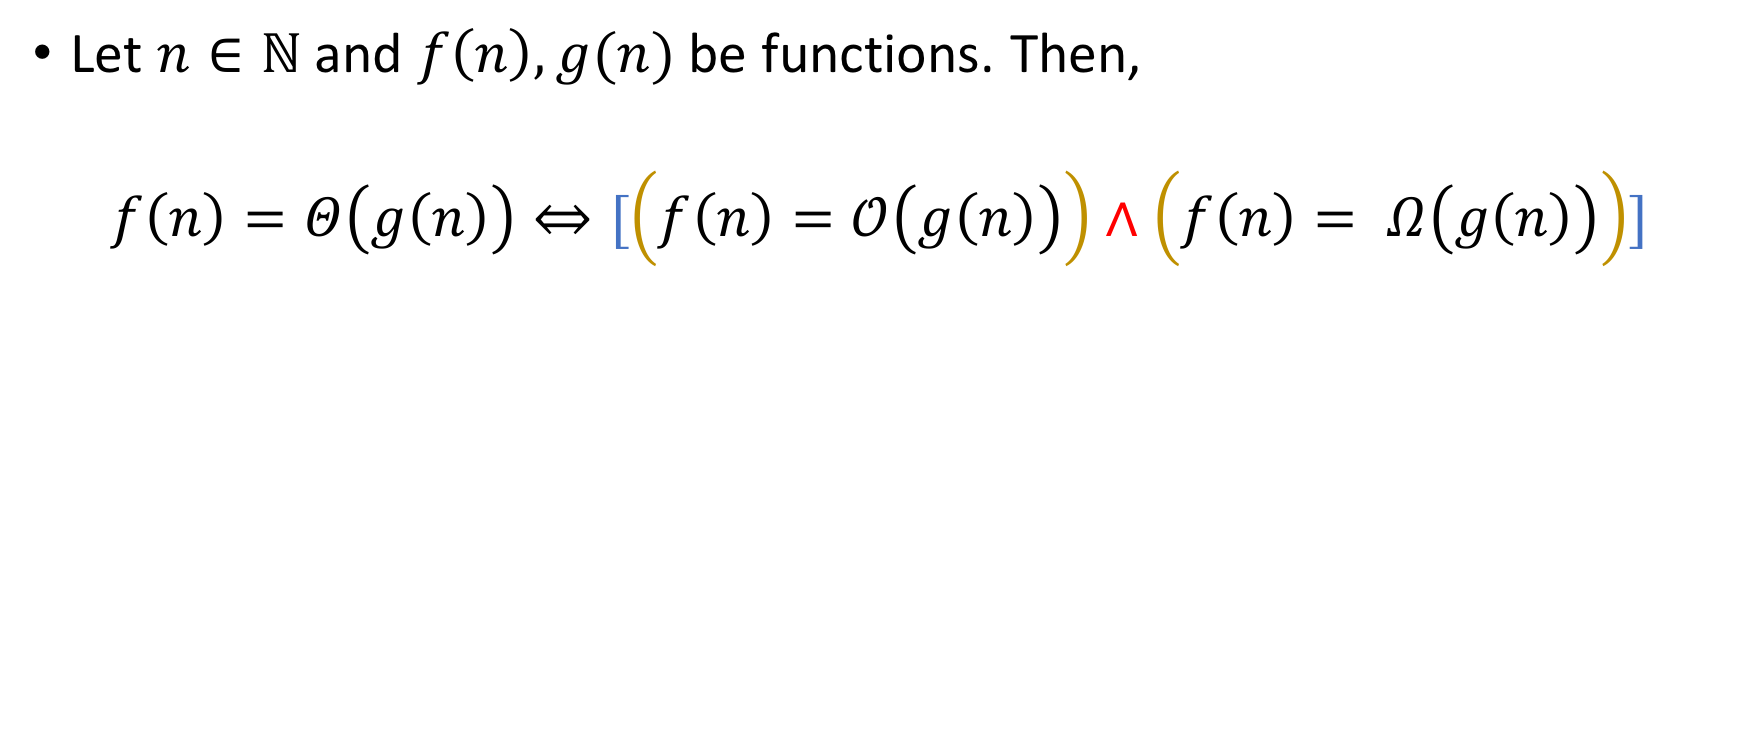 • Let 𝑛 ∈ ℕ and 𝑓(𝑛), 𝑔(𝑛) be functions. Then,
𝑓(𝑛) = 𝛩(𝑔(𝑛)) ⇔ [(𝑓(𝑛) = 𝒪(𝑔(𝑛))) ∧ (𝑓(𝑛) = 𝛺(𝑔(𝑛)))]